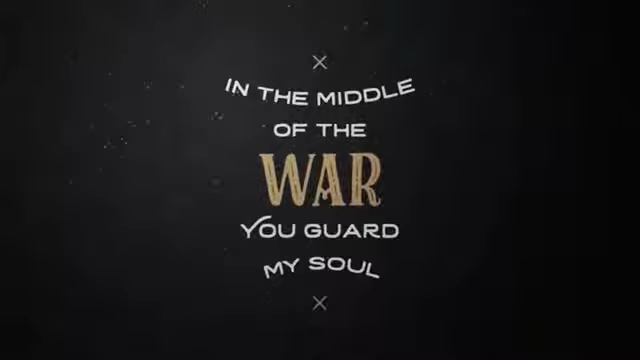 IN THE MIDDLE
OF THE
WAR
YOU GUARD
MY SOUL